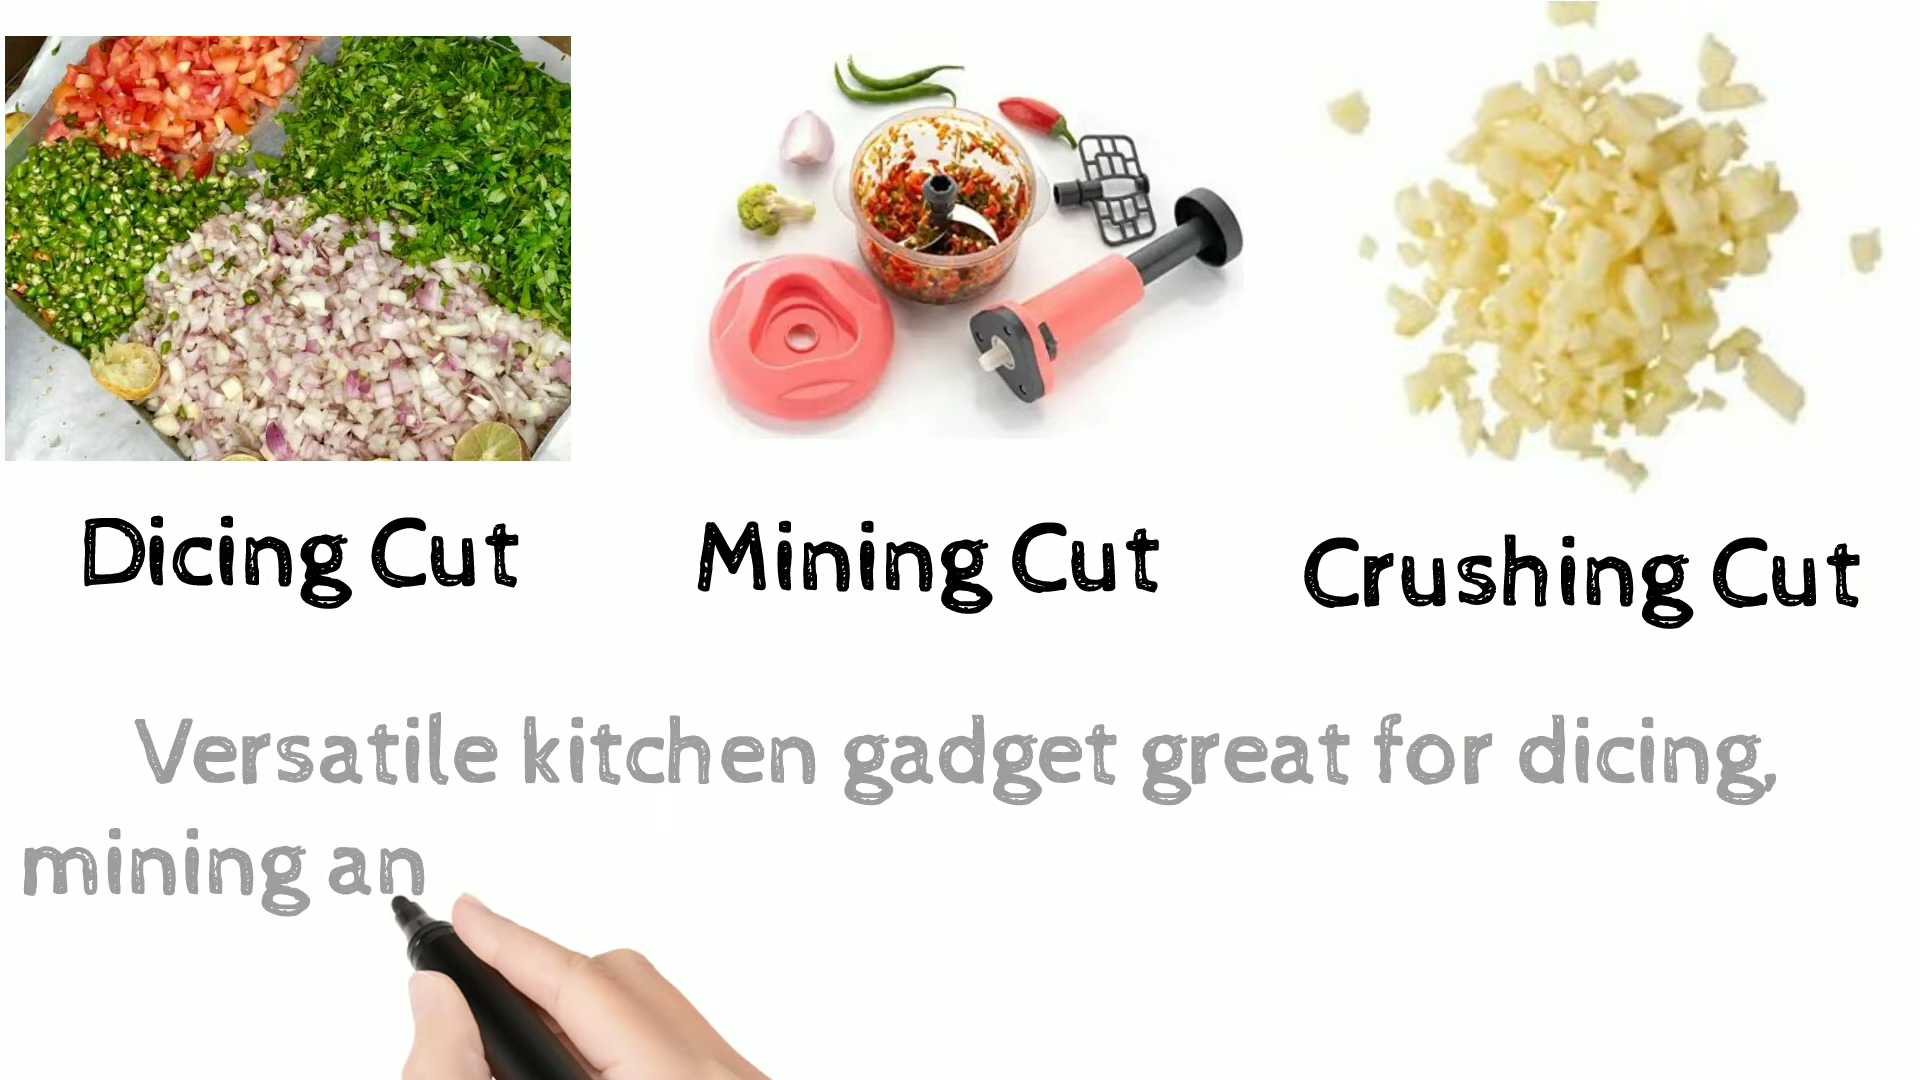 Dicing Cut
Mining Cut
Crushing Cut
Versatile kitchen gadget great for dicing,
mining an